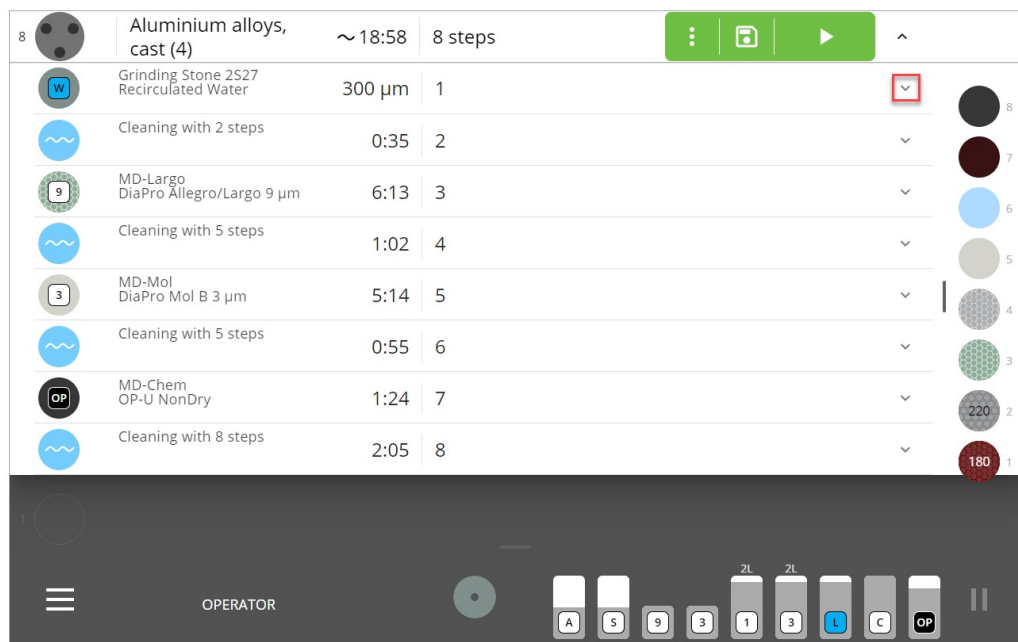 8
Aluminium alloys,
cast (4)
~ 18:58
8 steps
W
Grinding Stone 2S27
Recirculated Water
300 µm
1
Cleaning with 2 steps
0:35
2
9
MD-Largo
DiaPro Allegro/Largo 9 µm
6:13
3
Cleaning with 5 steps
1:02
4
3
MD-Mol
DiaPro Mol B 3 µm
5:14
5
Cleaning with 5 steps
0:55
6
OP
MD-Chem
OP-U NonDry
1:24
7
Cleaning with 8 steps
2:05
8
8
7
6
5
4
3
220 2
180 1
1
OPERATOR
2L 2L
A S 9 3 1 3 L C OP